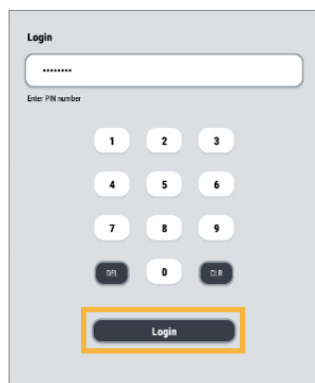 Login
••••••••
Enter PIN number
1 2 3
4 5 6
7 8 9
DEL 0 CLR
Login